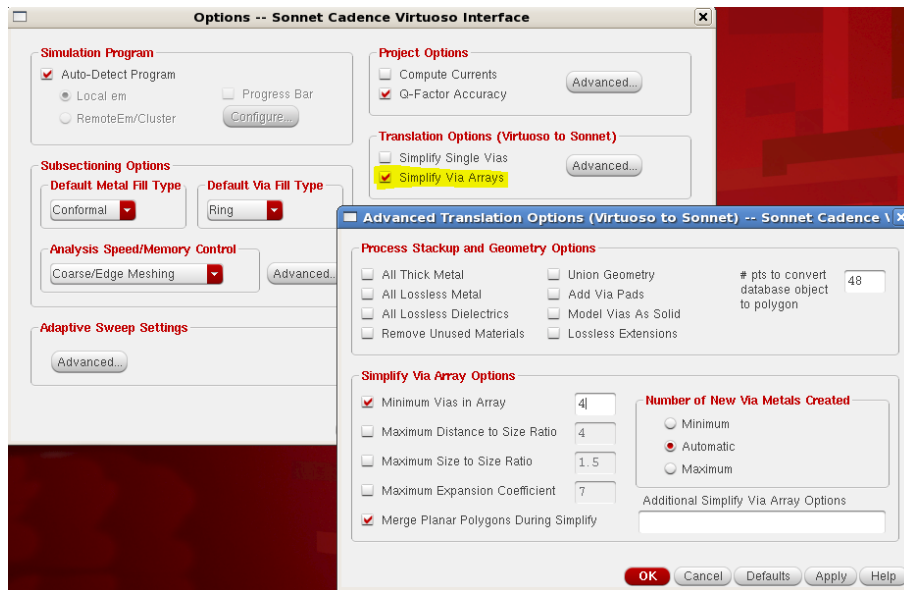 Options -- Sonnet Cadence Virtuoso Interface
Simulation Program
Auto-Detect Program
Local em
Progress Bar
RemoteEm/Cluster
Configure...
Project Options
Compute Currents
Q-Factor Accuracy
Advanced...
Translation Options (Virtuoso to Sonnet)
Simplify Single Vias
Simplify Via Arrays
Advanced...
Subsectioning Options
Default Metal Fill Type
Conformal
Default Via Fill Type
Ring
Analysis Speed/Memory Control
Coarse/Edge Meshing
Advanced..
Adaptive Sweep Settings
Advanced...
Advanced Translation Options (Virtuoso to Sonnet) -- Sonnet Cadence
Process Stackup and Geometry Options
All Thick Metal
All Lossless Metal
All Lossless Dielectrics
Remove Unused Materials
Union Geometry
Add Via Pads
Model Vias As Solid
Lossless Extensions
# pts to convert
database object
to polygon
48
Simplify Via Array Options
Minimum Vias in Array 4
Maximum Distance to Size Ratio 4
Maximum Size to Size Ratio 1.5
Maximum Expansion Coefficient 7
Merge Planar Polygons During Simplify
Number of New Via Metals Created
Minimum
Automatic
Maximum
Additional Simplify Via Array Options
OK Cancel Defaults Apply Help